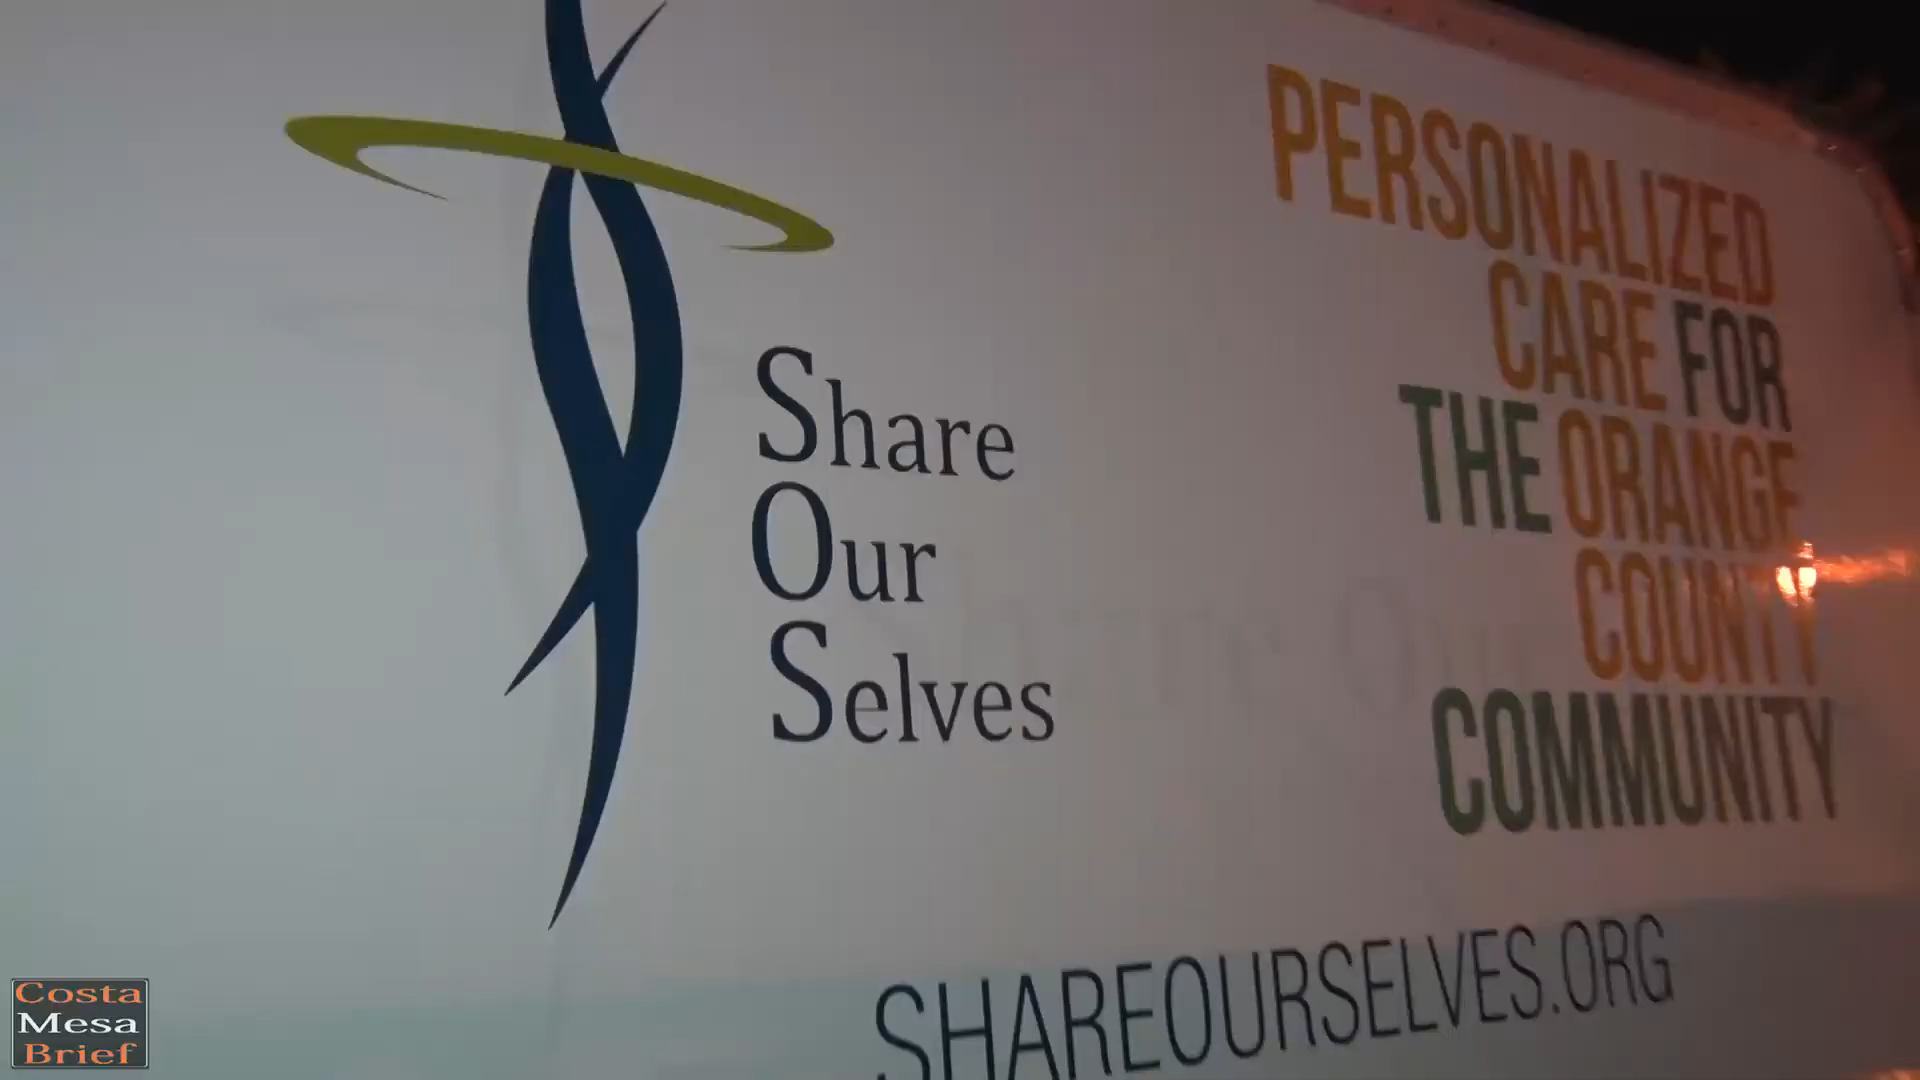 Share
Our
Selves
PERSONALIZED
CARE FOR
THE ORANGE
COUNTY
COMMUNITY
SHAREOURSELVES.ORG
Costa
Mesa
Brief